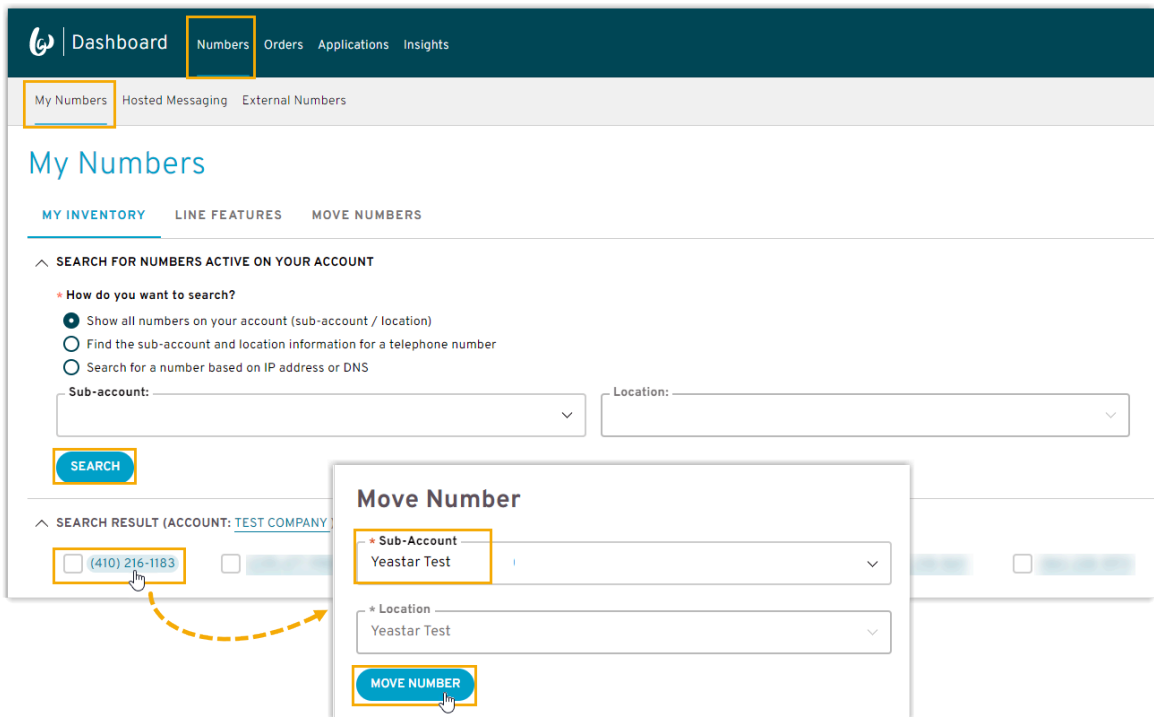 Dashboard Numbers Orders Applications Insights
My Numbers Hosted Messaging External Numbers
My Numbers
MY INVENTORY LINE FEATURES MOVE NUMBERS
SEARCH FOR NUMBERS ACTIVE ON YOUR ACCOUNT
* How do you want to search?
Show all numbers on your account (sub-account / location)
Find the sub-account and location information for a telephone number
Search for a number based on IP address or DNS
Sub-account: Location:
SEARCH
SEARCH RESULT (ACCOUNT: TEST COMPANY )
(410) 216-1183
Move Number
* Sub-Account
Yeastar Test
* Location
Yeastar Test
MOVE NUMBER